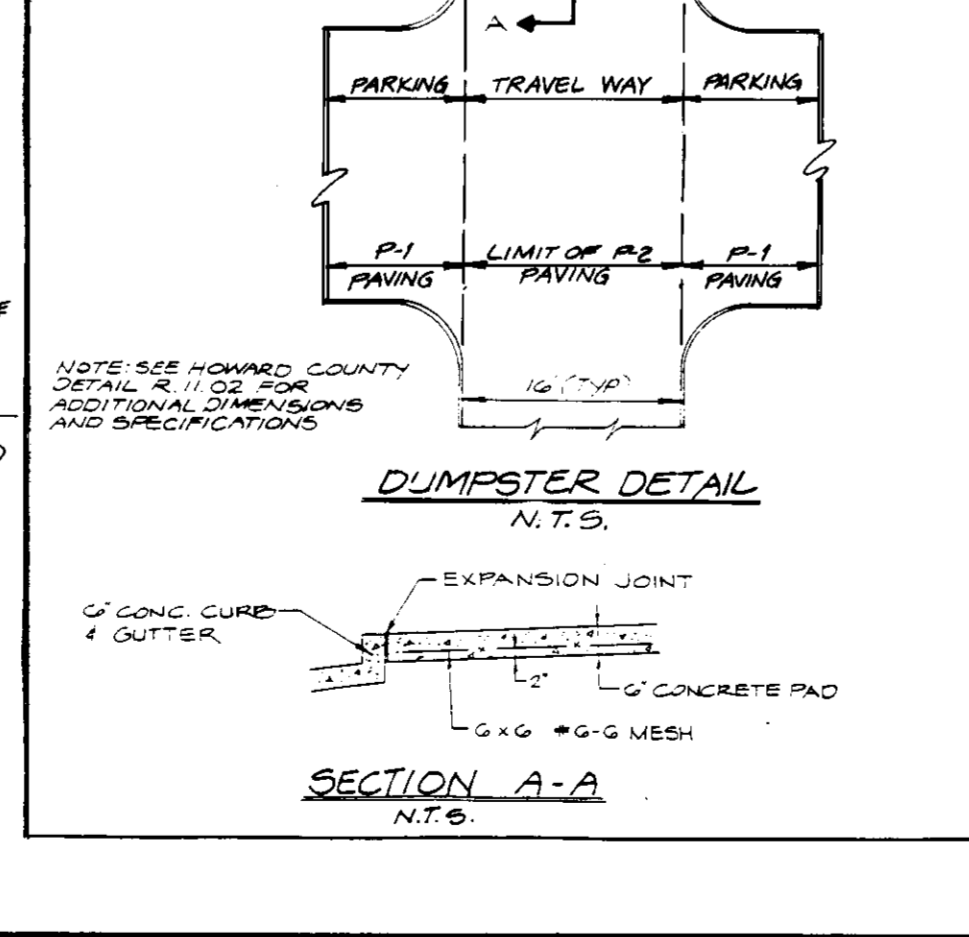 A
PARKING TRAVEL WAY PARKING
P-1 LIMIT OF P-2 P-1
PAVING PAVING PAVING
NOTE: SEE HOWARD COUNTY
DETAIL R.11.02 FOR
ADDITIONAL DIMENSIONS
AND SPECIFICATIONS
16' (TYP)
DUMPSTER DETAIL
N.T.S.
EXPANSION JOINT
6" CONC. CURB
& GUTTER
2"
6" CONCRETE PAD
6x6 #6-6 MESH
SECTION A-A
N.T.S.